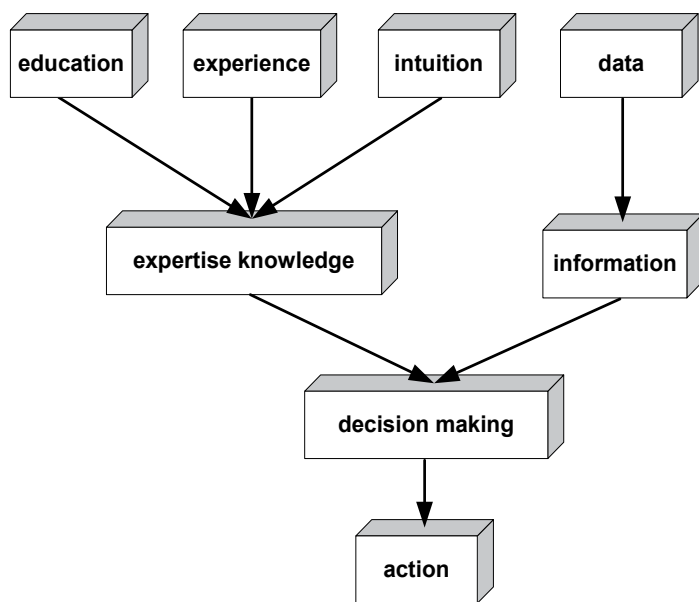 education
experience
intuition
data
expertise knowledge
information
decision making
action